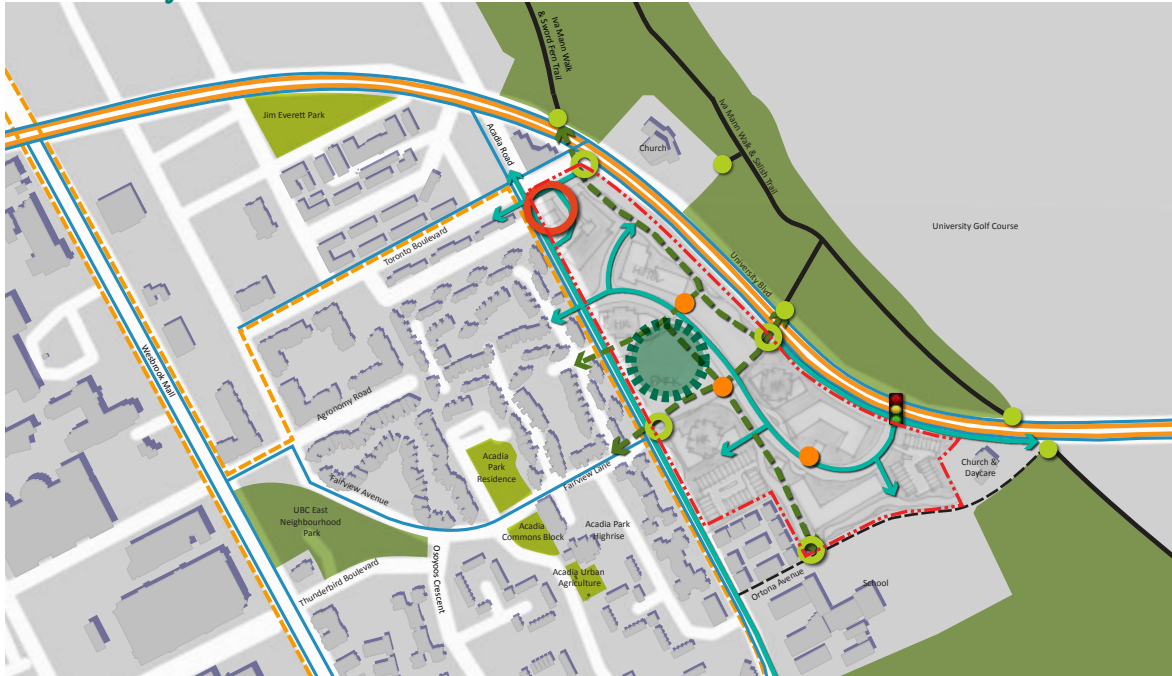 Iva Mann Walk
& Sword Fern Trail
Jim Everett Park
Acadia Road
Church
Iva Mann Walk & Salish Trail
University Golf Course
Toronto Boulevard
University Blvd
Wesbrook Mall
Agronomy Road
Acadia
Park
Residence
Fairview Lane
Church &
Daycare
Fairview Avenue
UBC East
Neighbourhood
Park
Acadia
Commons Block
Acadia Park
Highrise
Osoyoos Crescent
Thunderbird Boulevard
Acadia Urban
Agriculture
Ortona Avenue
School